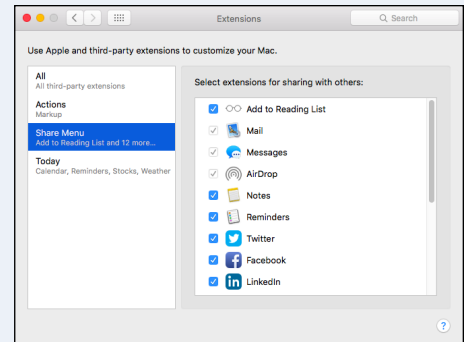 Extensions
Search
Use Apple and third-party extensions to customize your Mac.
All
All third-party extensions
Actions
Markup
Share Menu
Add to Reading List and 12 more...
Today
Calendar, Reminders, Stocks, Weather
Select extensions for sharing with others:
Add to Reading List
Mail
Messages
AirDrop
Notes
Reminders
Twitter
Facebook
in LinkedIn
?